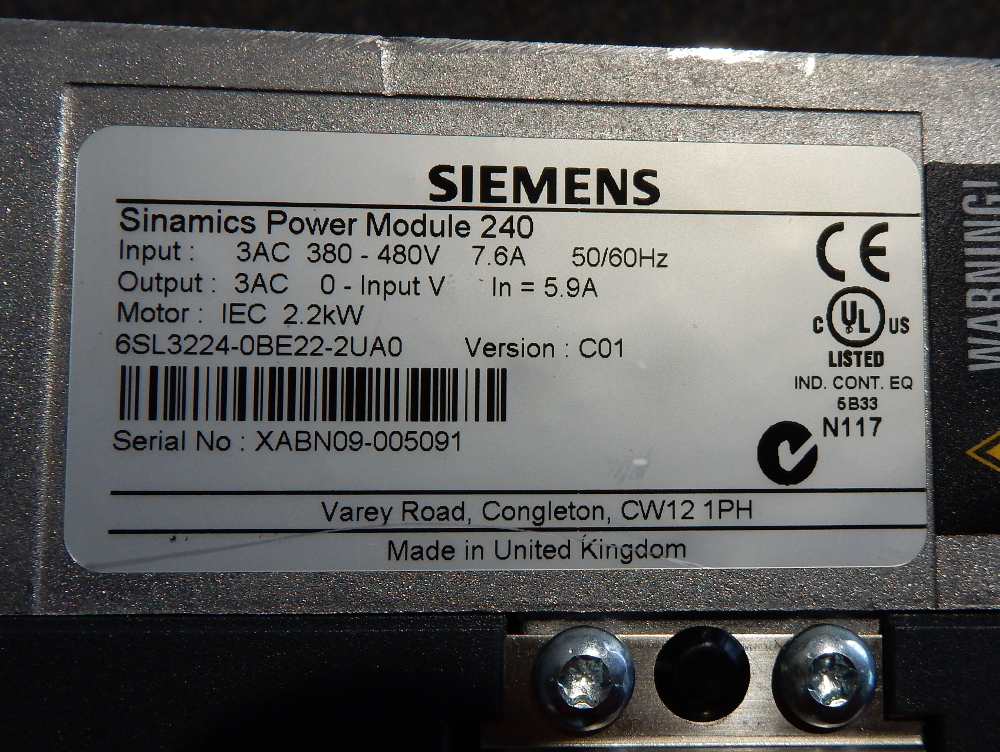 SIEMENS
Sinamics Power Module 240
Input : 3AC 380 - 480V 7.6A 50/60Hz
Output : 3AC 0 - Input V In = 5.9A
Motor : IEC 2.2kW
6SL3224-0BE22-2UA0 Version : C01
Serial No : XABN09-005091
CE
C UL US
LISTED
IND. CONT. EQ
5B33
N117
Varey Road, Congleton, CW12 1PH
Made in United Kingdom
WARNING!